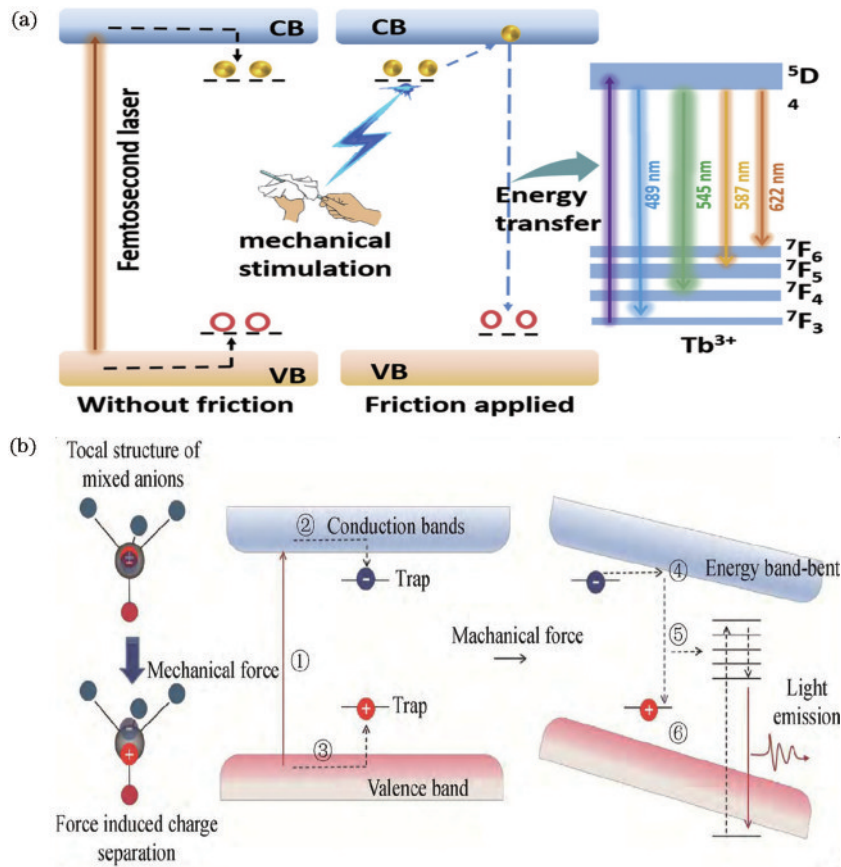 (a)
CB
CB
Femtosecond laser
mechanical
stimulation
Energy
transfer
VB
VB
Without friction
Friction applied
⁵D
4
489 nm
545 nm
587 nm
622 nm
⁷F₆
⁷F₅
⁷F₄
⁷F₃
Tb³⁺
(b)
Tocal structure of
mixed anions
Mechanical force
Force induced charge
separation
② Conduction bands
Trap
①
Trap
③
Valence band
Machanical force
④ Energy band-bent
⑤
⑥
Light
emission